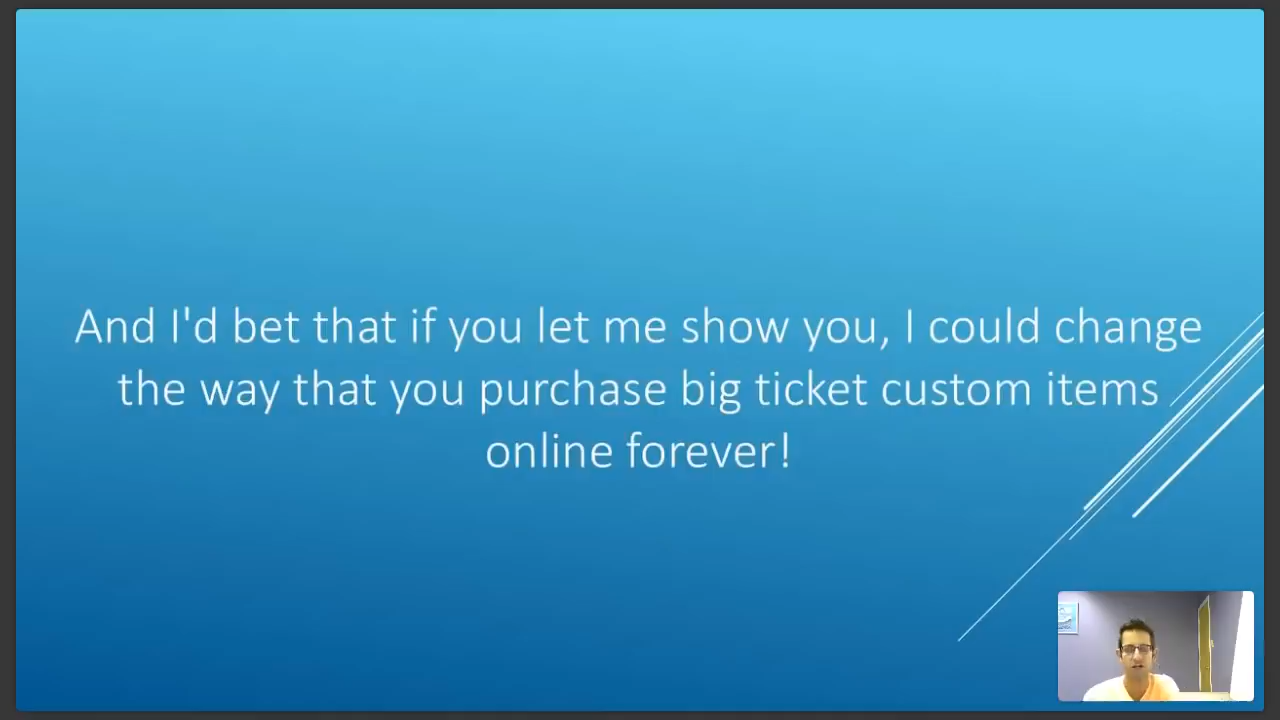 And I'd bet that if you let me show you, I could change
the way that you purchase big ticket custom items
online forever!